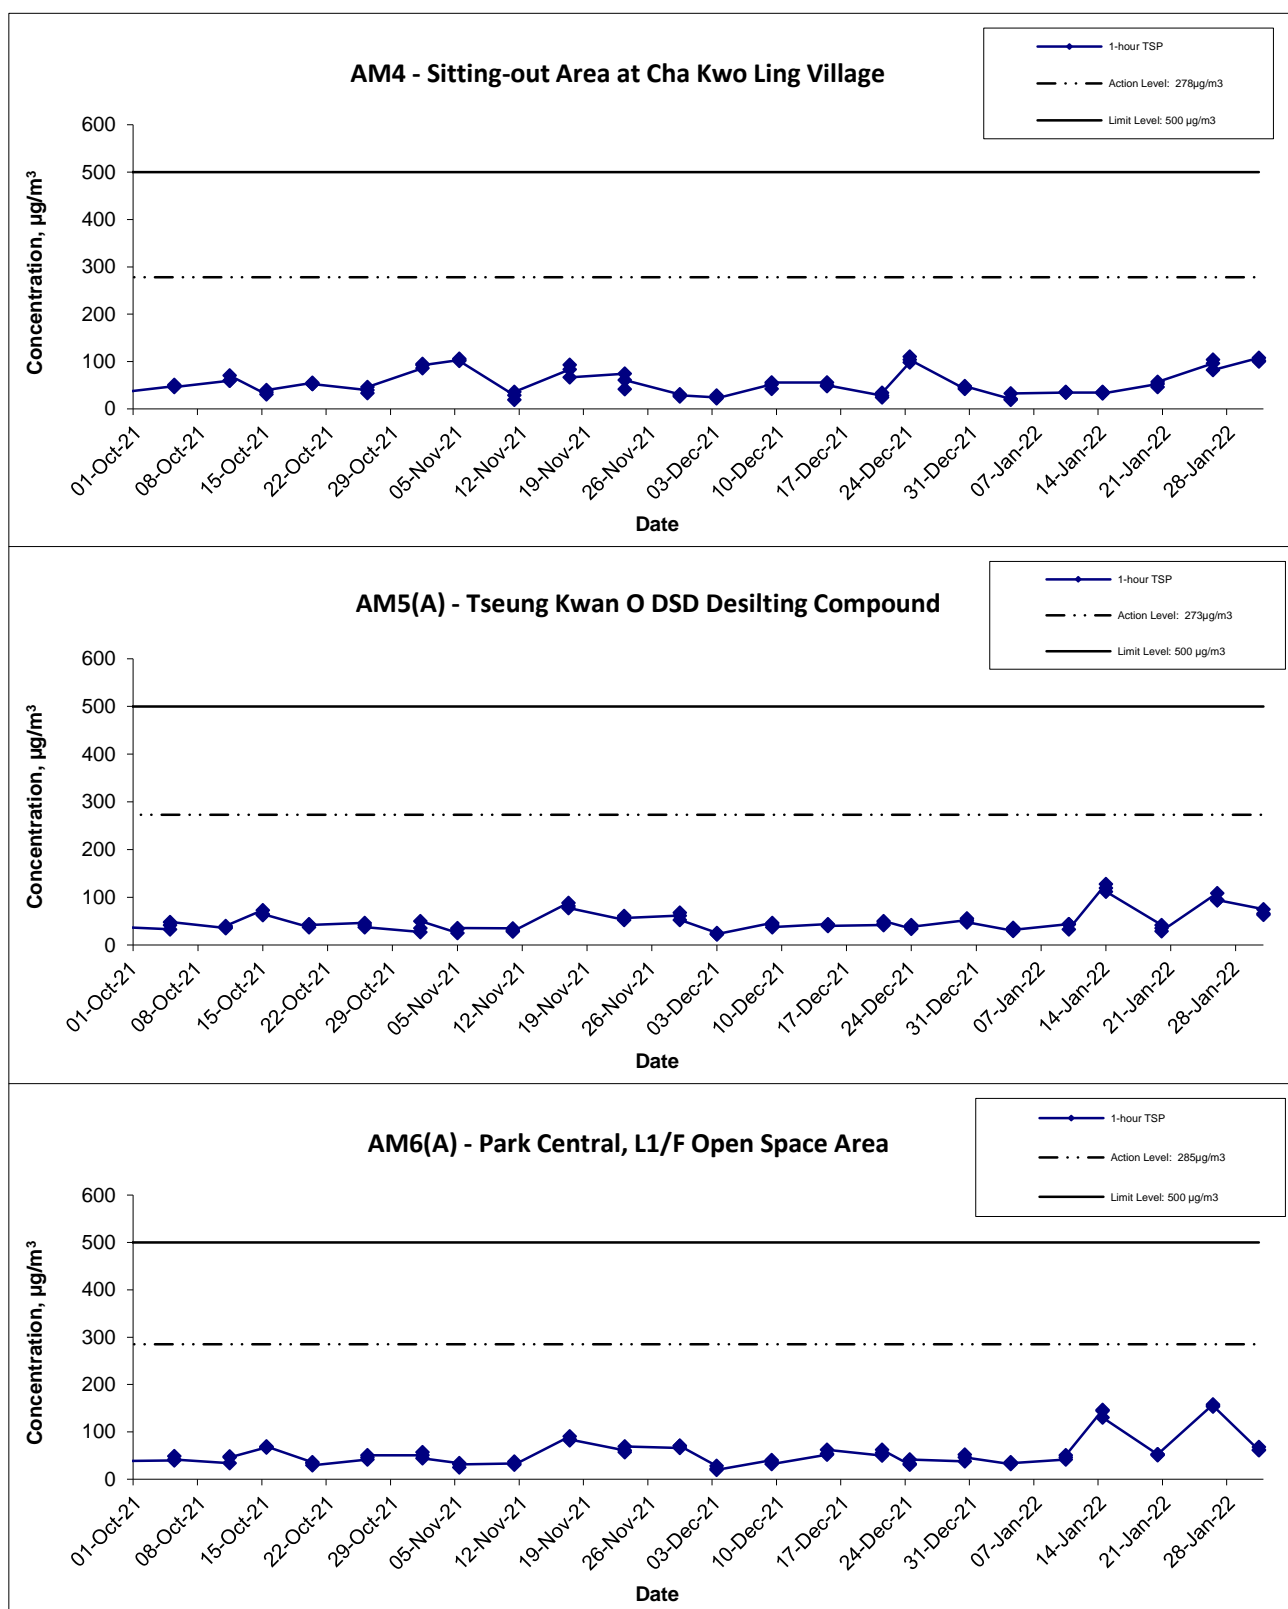 1-hour TSP
AM4 - Sitting-out Area at Cha Kwo Ling Village
Action Level:  278µg/m3
Limit Level: 500 µg/m3
600
500
400
300
200
100
0
Concentration, µg/m³
01-Oct-21
08-Oct-21
15-Oct-21
22-Oct-21
29-Oct-21
05-Nov-21
12-Nov-21
19-Nov-21
26-Nov-21
03-Dec-21
10-Dec-21
17-Dec-21
24-Dec-21
31-Dec-21
07-Jan-22
14-Jan-22
21-Jan-22
28-Jan-22
Date
1-hour TSP
AM5(A) - Tseung Kwan O DSD Desilting Compound
Action Level:  273µg/m3
Limit Level: 500 µg/m3
600
500
400
300
200
100
0
Concentration, µg/m³
01-Oct-21
08-Oct-21
15-Oct-21
22-Oct-21
29-Oct-21
05-Nov-21
12-Nov-21
19-Nov-21
26-Nov-21
03-Dec-21
10-Dec-21
17-Dec-21
24-Dec-21
31-Dec-21
07-Jan-22
14-Jan-22
21-Jan-22
28-Jan-22
Date
1-hour TSP
AM6(A) - Park Central, L1/F Open Space Area
Action Level:  285µg/m3
Limit Level: 500 µg/m3
600
500
400
300
200
100
0
Concentration, µg/m³
01-Oct-21
08-Oct-21
15-Oct-21
22-Oct-21
29-Oct-21
05-Nov-21
12-Nov-21
19-Nov-21
26-Nov-21
03-Dec-21
10-Dec-21
17-Dec-21
24-Dec-21
31-Dec-21
07-Jan-22
14-Jan-22
21-Jan-22
28-Jan-22
Date